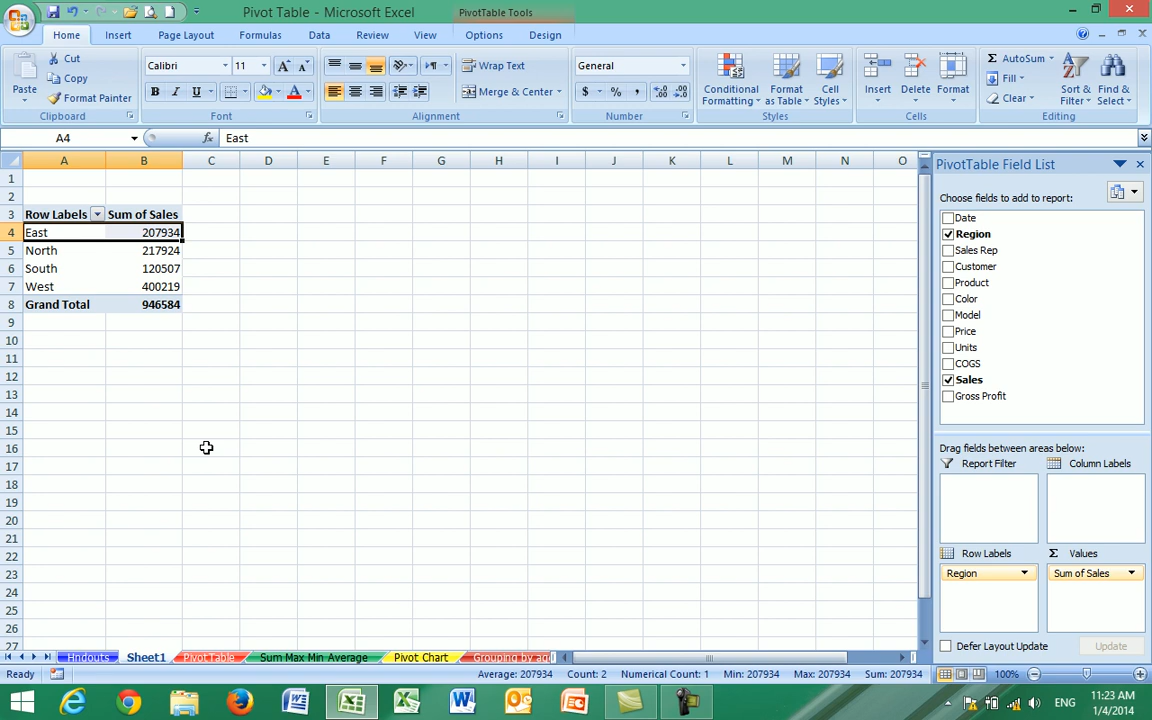 Pivot Table - Microsoft Excel
PivotTable Tools
Home Insert Page Layout Formulas Data Review View Options Design
Paste
Cut
Copy
Format Painter
Clipboard
Calibri 11
B I U
A A
Font
Wrap Text
Merge & Center
Alignment
General
$ % ,
Number
Conditional Formatting
Format as Table
Cell Styles
Styles
Insert Delete Format
Cells
Σ AutoSum
Fill
Clear
Sort & Filter
Find & Select
Editing
A4 fx East
A B C D E F G H I J K L M N O
1
2
3 Row Labels Sum of Sales
4 East 207934
5 North 217924
6 South 120507
7 West 400219
8 Grand Total 946584
9
10
11
12
13
14
15
16
17
18
19
20
21
22
23
24
25
26
27
PivotTable Field List
Choose fields to add to report:
Date
Region
Sales Rep
Customer
Product
Color
Model
Price
Units
COGS
Sales
Gross Profit
Drag fields between areas below:
Report Filter Column Labels
Row Labels Σ Values
Region Sum of Sales
Defer Layout Update Update
Hndouts Sheet1 PivotTable Sum Max Min Average Pivot Chart Grouping by age
Ready Average: 207934 Count: 2 Numerical Count: 1 Min: 207934 Max: 207934 Sum: 207934 100%
ENG
11:23 AM
1/4/2014